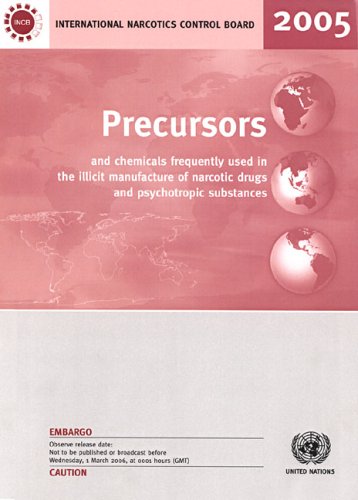 INCB
INTERNATIONAL NARCOTICS CONTROL BOARD
2005
Precursors
and chemicals frequently used in
the illicit manufacture of narcotic drugs
and psychotropic substances
EMBARGO
Observe release date:
Not to be published or broadcast before
Wednesday, 1 March 2006, at 0001 hours (GMT)
CAUTION
UNITED NATIONS